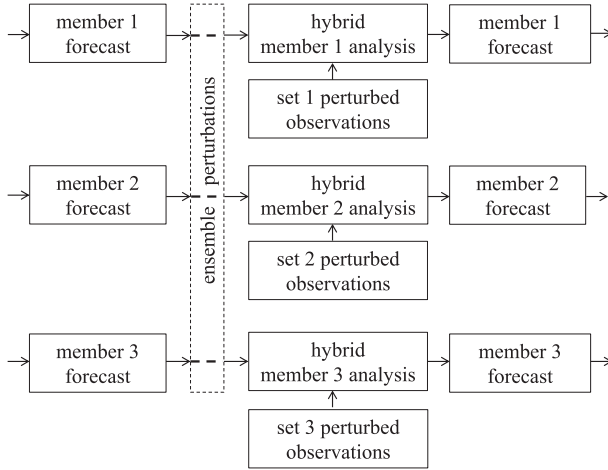 member 1
forecast
hybrid
member 1 analysis
member 1
forecast
set 1 perturbed
observations
ensemble perturbations
member 2
forecast
hybrid
member 2 analysis
member 2
forecast
set 2 perturbed
observations
member 3
forecast
hybrid
member 3 analysis
member 3
forecast
set 3 perturbed
observations